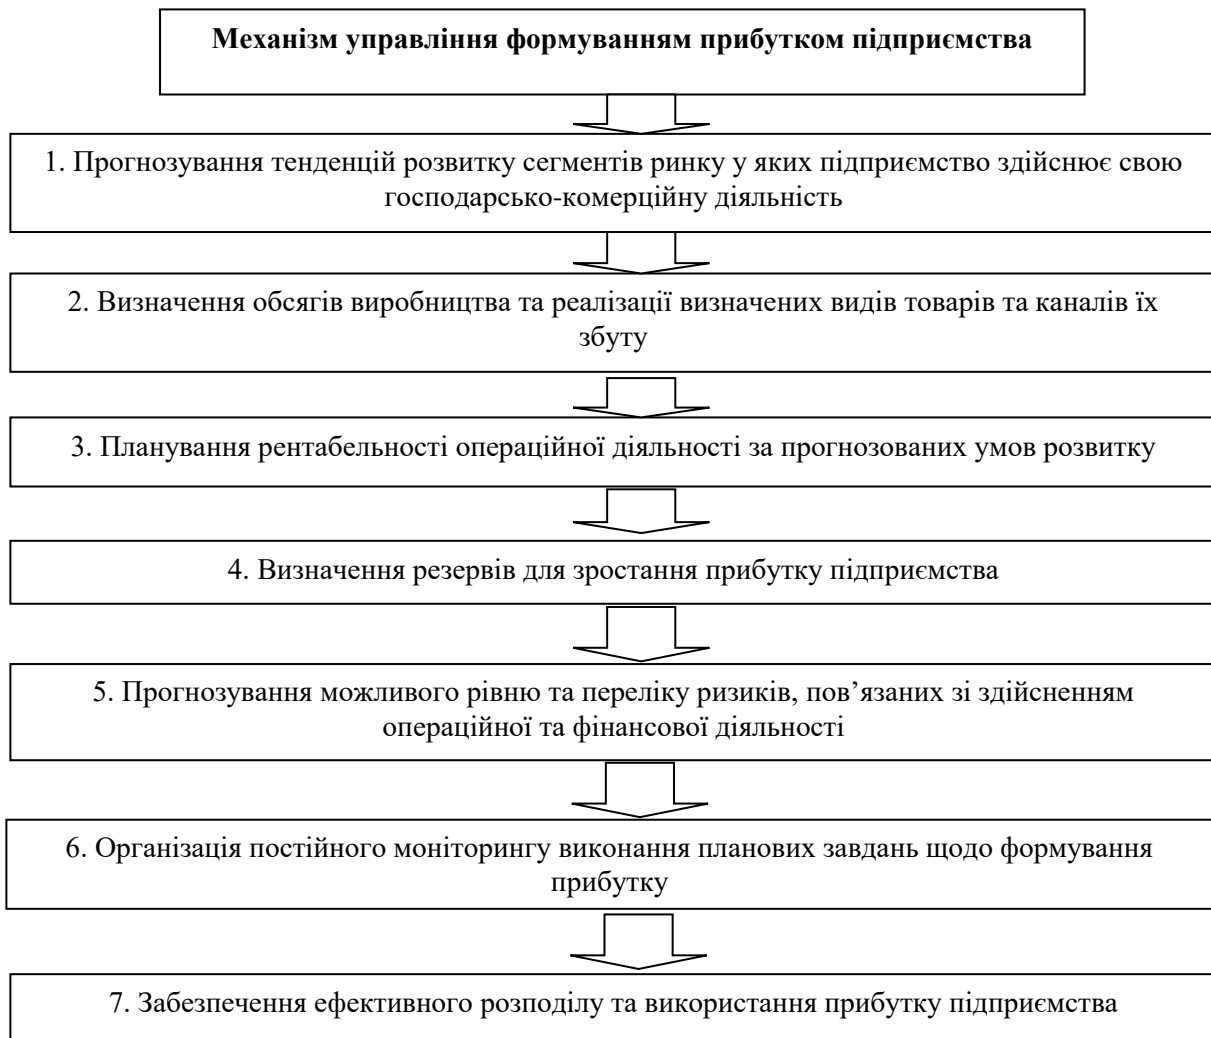 Механізм управління формуванням прибутком підприємства
1. Прогнозування тенденцій розвитку сегментів ринку у яких підприємство здійснює свою
господарсько-комерційну діяльність
2. Визначення обсягів виробництва та реалізації визначених видів товарів та каналів їх
збуту
3. Планування рентабельності операційної діяльності за прогнозованих умов розвитку
4. Визначення резервів для зростання прибутку підприємства
5. Прогнозування можливого рівню та переліку ризиків, пов’язаних зі здійсненням
операційної та фінансової діяльності
6. Організація постійного моніторингу виконання планових завдань щодо формування
прибутку
7. Забезпечення ефективного розподілу та використання прибутку підприємства